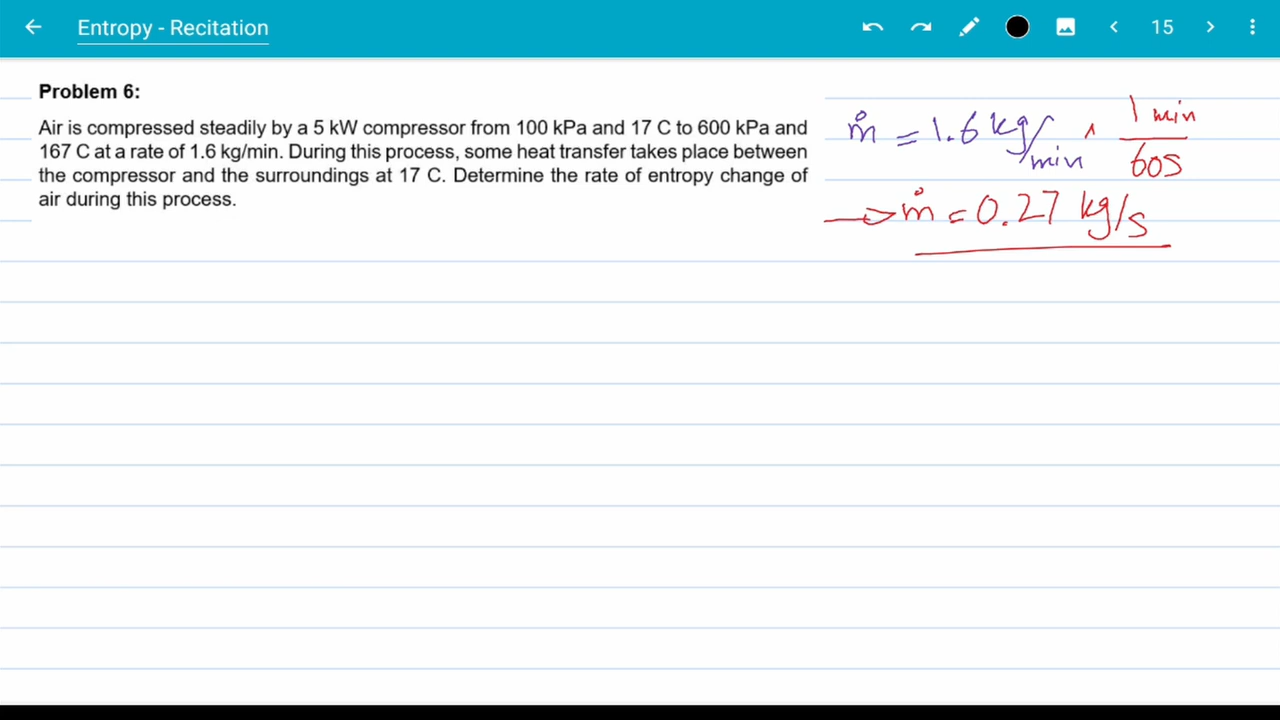 Entropy - Recitation
15
Problem 6:
Air is compressed steadily by a 5 kW compressor from 100 kPa and 17 C to 600 kPa and
167 C at a rate of 1.6 kg/min. During this process, some heat transfer takes place between
the compressor and the surroundings at 17 C. Determine the rate of entropy change of
air during this process.
ṁ = 1.6 kg/min × 1 min / 60s
→ ṁ = 0.27 kg/s